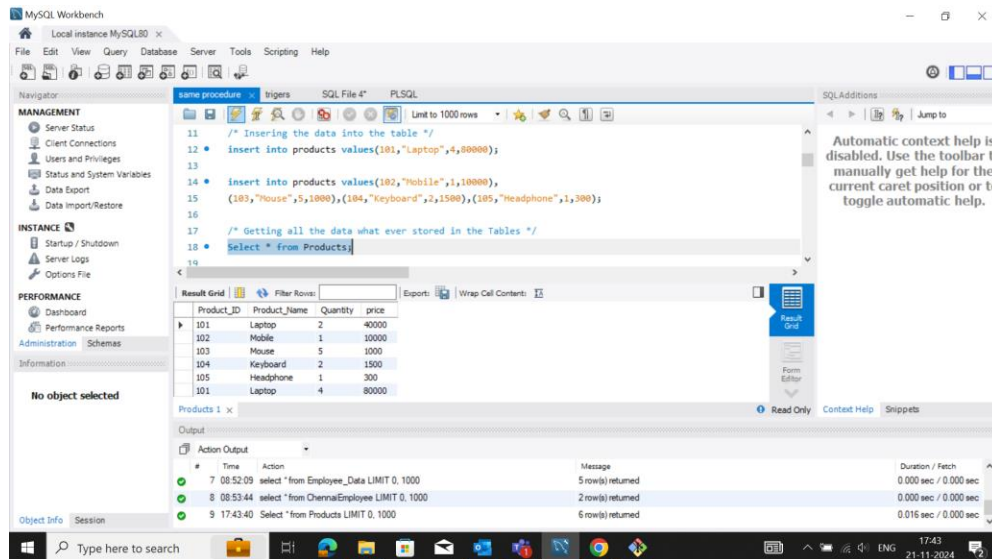 MySQL Workbench
Local instance MySQL80 ×
File Edit View Query Database Server Tools Scripting Help
Navigator
MANAGEMENT
Server Status
Client Connections
Users and Privileges
Status and System Variables
Data Export
Data Import/Restore
INSTANCE
Startup / Shutdown
Server Logs
Options File
PERFORMANCE
Dashboard
Performance Reports
Administration Schemas
Information
No object selected
Object Info Session
same procedure × trigers SQL File 4* PLSQL
Limit to 1000 rows
11 /* Insering the data into the table */
12 insert into products values(101,"Laptop",4,80000);
13
14 insert into products values(102,"Mobile",1,10000),
15 (103,"Mouse",5,1000),(104,"Keyboard",2,1500),(105,"Headphone",1,300);
16
17 /* Getting all the data what ever stored in the Tables */
18 Select * from Products;
19
Result Grid Filter Rows: Export: Wrap Cell Content:
Product_ID Product_Name Quantity price
101 Laptop 2 40000
102 Mobile 1 10000
103 Mouse 5 1000
104 Keyboard 2 1500
105 Headphone 1 300
101 Laptop 4 80000
Result Grid
Form Editor
Products 1 × Read Only
SQLAdditions
Jump to
Automatic context help is
disabled. Use the toolbar t
manually get help for the
current caret position or to
toggle automatic help.
Context Help Snippets
Output
Action Output
# Time Action Message Duration / Fetch
7 08:52:09 select * from Employee_Data LIMIT 0, 1000 5 row(s) returned 0.000 sec / 0.000 sec
8 08:53:44 select * from ChennaiEmployee LIMIT 0, 1000 2 row(s) returned 0.000 sec / 0.000 sec
9 17:43:40 Select * from Products LIMIT 0, 1000 6 row(s) returned 0.016 sec / 0.000 sec
Type here to search
ENG
17:43
21-11-2024